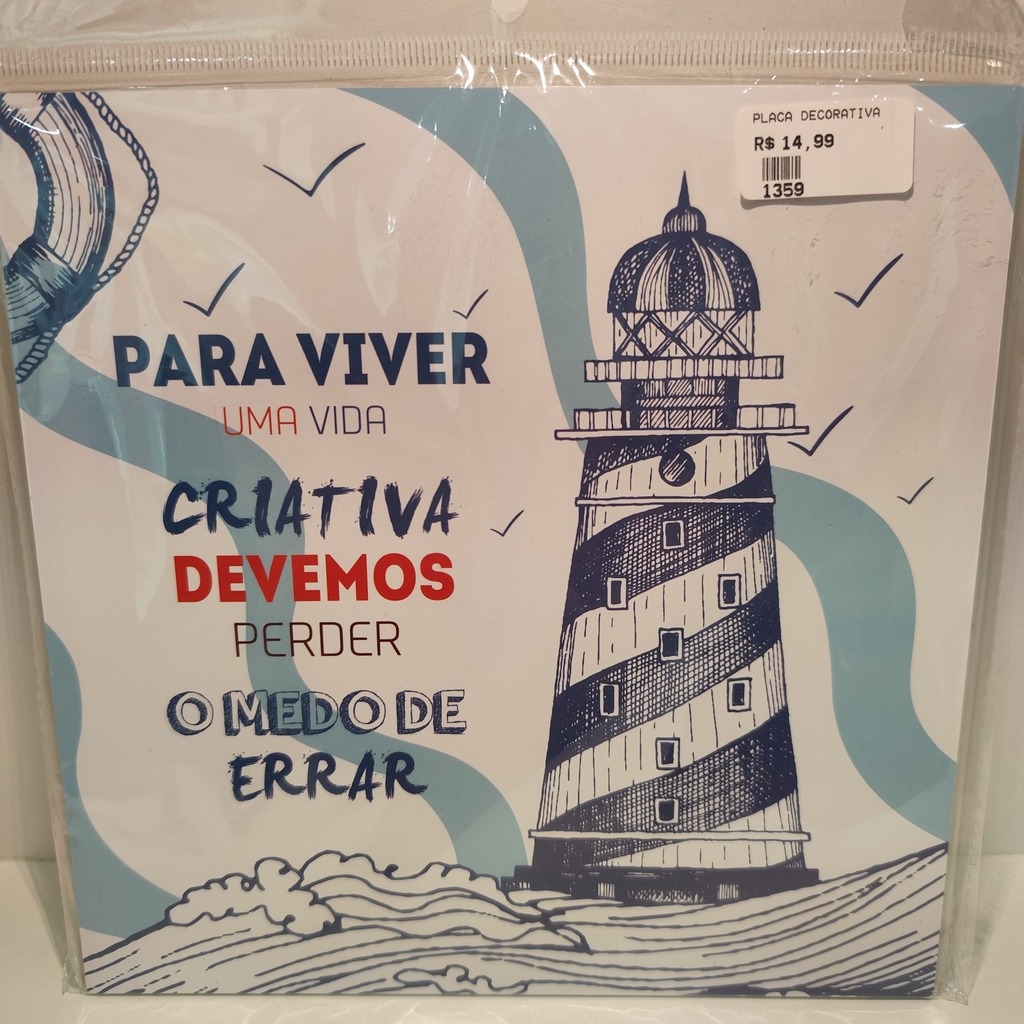 PLACA DECORATIVA
R$ 14,99
1359
PARA VIVER
UMA VIDA
CRIATIVA
DEVEMOS
PERDER
O MEDO DE
ERRAR